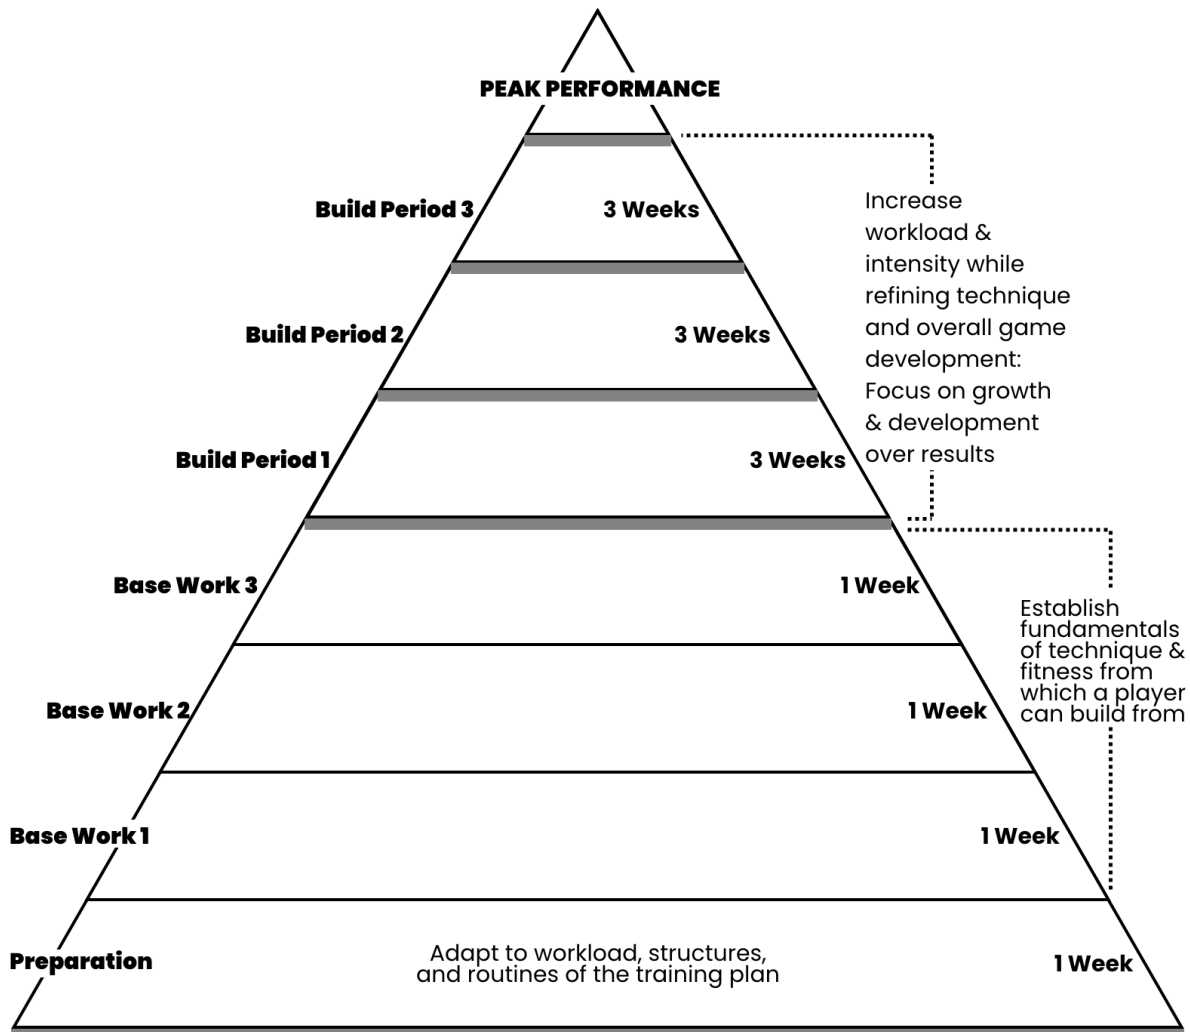 PEAK PERFORMANCE
Build Period 3
3 Weeks
Increase
workload &
intensity while
refining technique
and overall game
development:
Focus on growth
& development
over results
Build Period 2
3 Weeks
Build Period 1
3 Weeks
Base Work 3
1 Week
Establish
fundamentals
of technique &
fitness from
which a player
can build from
Base Work 2
1 Week
Base Work 1
1 Week
Preparation
Adapt to workload, structures,
and routines of the training plan
1 Week